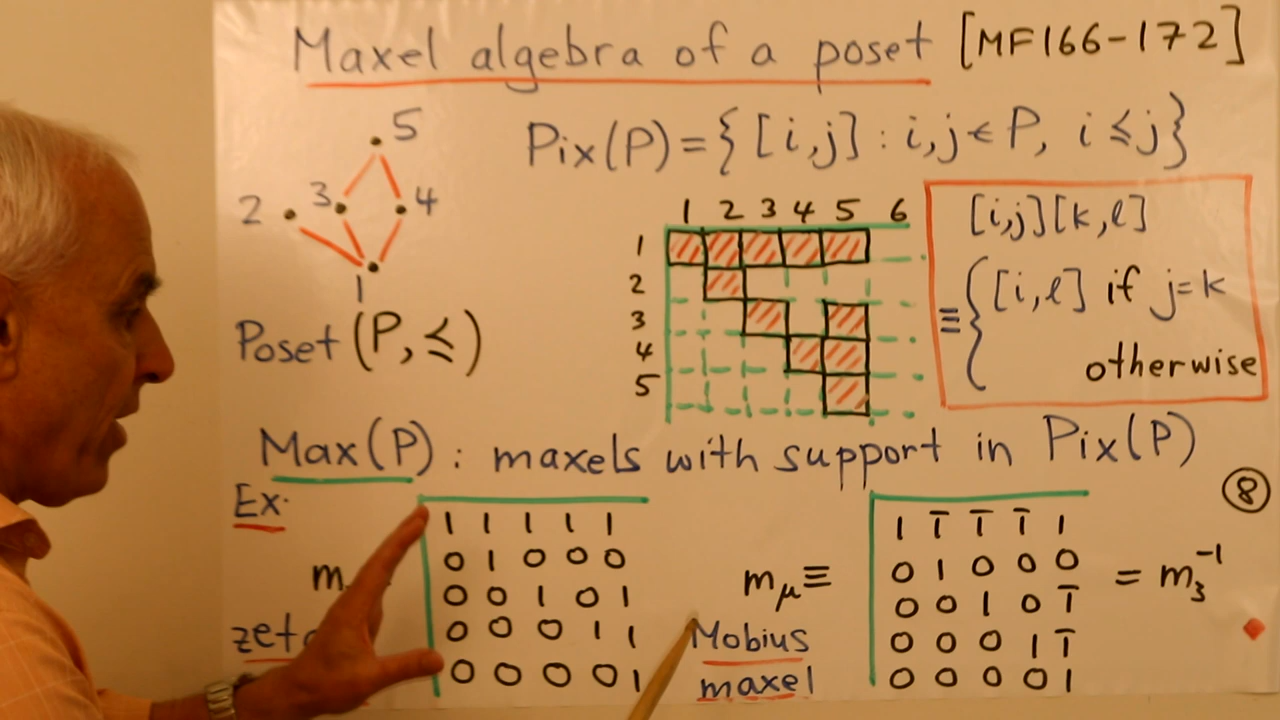 Maxel algebra of a poset [MF166-172]
5
2 3 4
1
Pix(P)={[i,j] : i,j ∈ P, i ≤ j}
1 2 3 4 5 6
1
2
3
4
5
[i,j][k,l]
≡ { [i,l] if j=k
otherwise
Poset (P,≤)
Max(P) : maxels with support in Pix(P)
8
Ex.
m
1 1 1 1 1
0 1 0 0 0
0 0 1 0 1
0 0 0 1 1
0 0 0 0 1
mμ ≡
Mobius
maxel
1 1̅ 1̅ 1̅ 1
0 1 0 0 0
0 0 1 0 1̅
0 0 0 1 1̅
0 0 0 0 1
= m₃⁻¹